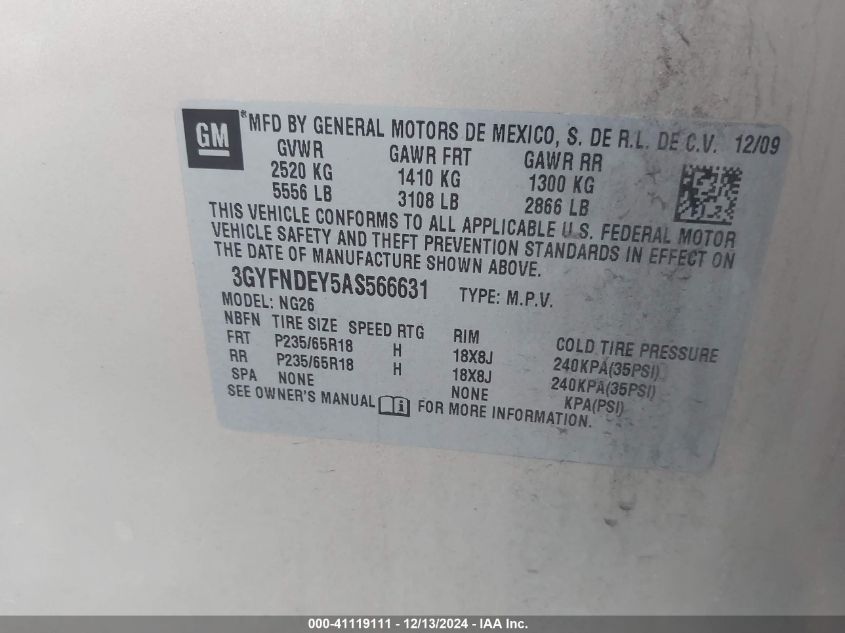 GM
*MFD BY GENERAL MOTORS DE MEXICO, S. DE R.L. DE C.V. 12/09
GVWR GAWR FRT GAWR RR
2520 KG 1410 KG 1300 KG
5556 LB 3108 LB 2866 LB
THIS VEHICLE CONFORMS TO ALL APPLICABLE U.S. FEDERAL MOTOR
VEHICLE SAFETY AND THEFT PREVENTION STANDARDS IN EFFECT ON
THE DATE OF MANUFACTURE SHOWN ABOVE.
3GYFNDEY5AS566631 TYPE: M.P.V.
MODEL: NG26
NBFN TIRE SIZE SPEED RTG RIM COLD TIRE PRESSURE
FRT P235/65R18 H 18X8J 240KPA(35PSI)
RR P235/65R18 H 18X8J 240KPA(35PSI)
SPA NONE NONE KPA(PSI)
SEE OWNER'S MANUAL i FOR MORE INFORMATION.
000-41119111 - 12/13/2024 - IAA Inc.